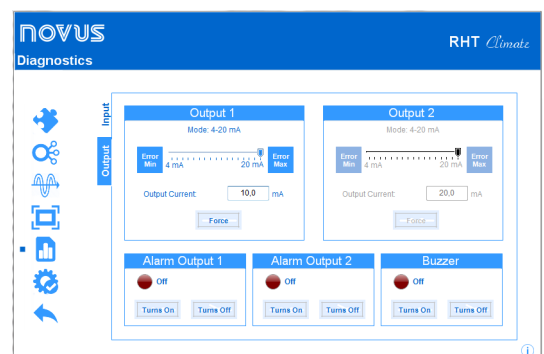 NOVUS
RHT Climate
Diagnostics
Input
Output
Output 1
Mode: 4-20 mA
Error Min
4 mA
20 mA
Error Max
Output Current:
10,0
mA
Force
Output 2
Mode: 4-20 mA
Error Min
4 mA
20 mA
Error Max
Output Current:
20,0
mA
Force
Alarm Output 1
Off
Turns On
Turns Off
Alarm Output 2
Off
Turns On
Turns Off
Buzzer
Off
Turns On
Turns Off
i